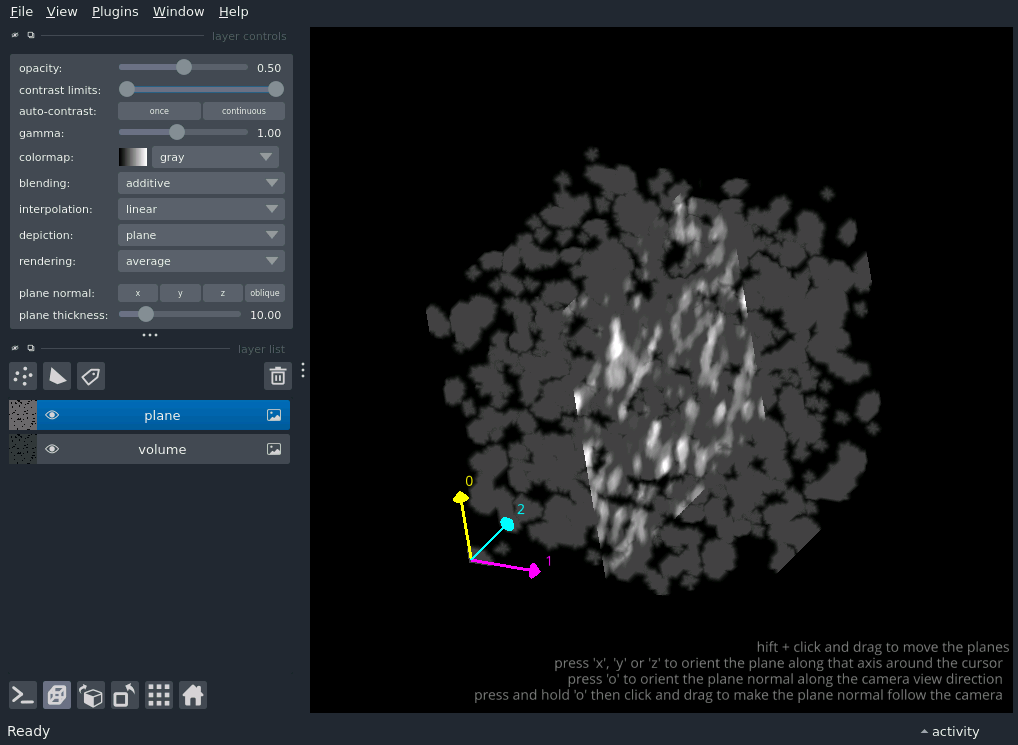 File View Plugins Window Help
layer controls
opacity: 0.50
contrast limits:
auto-contrast: once continuous
gamma: 1.00
colormap: gray
blending: additive
interpolation: linear
depiction: plane
rendering: average
plane normal: x y z oblique
plane thickness: 10.00
layer list
plane
volume
0
2
1
hift + click and drag to move the planes
press 'x', 'y' or 'z' to orient the plane along that axis around the cursor
press 'o' to orient the plane normal along the camera view direction
press and hold 'o' then click and drag to make the plane normal follow the camera
Ready activity